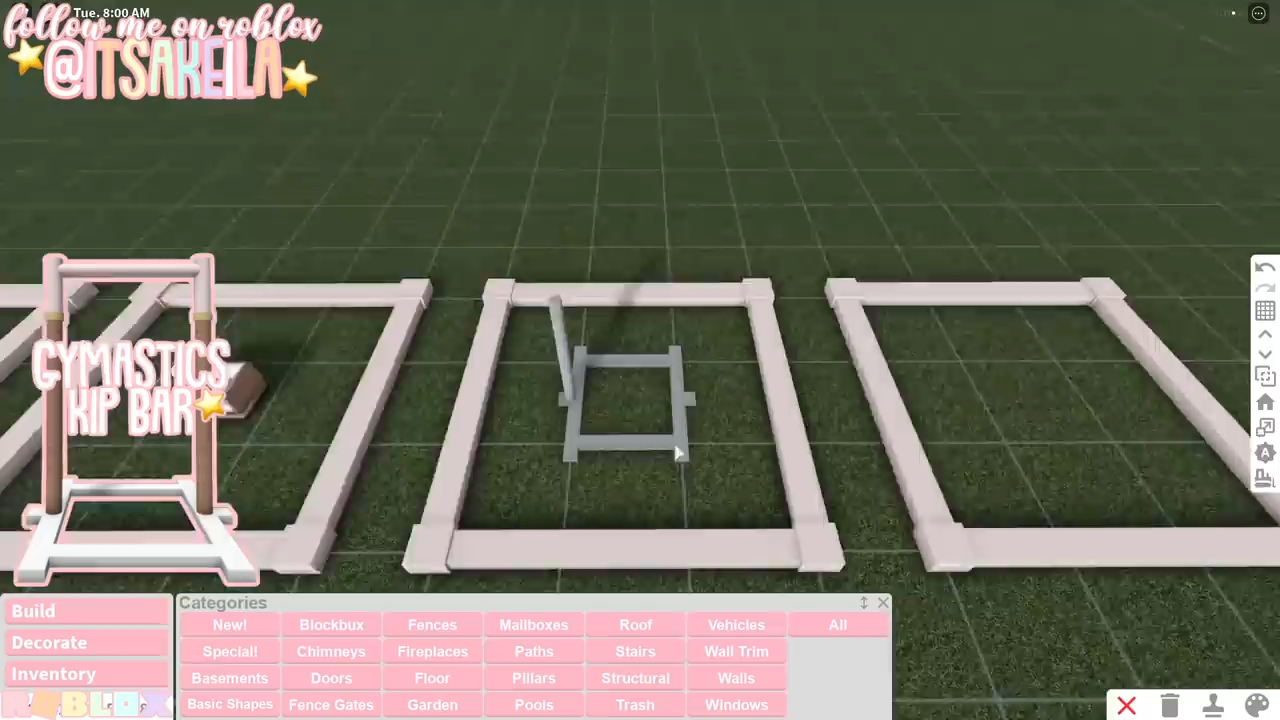 Tue, 8:00 AM
follow me on roblox
@ITSAKEILA
GYMASTICS
KIP BAR
Build
Decorate
Inventory
ROBLOX
Categories
New! Blockbux Fences Mailboxes Roof Vehicles All
Special! Chimneys Fireplaces Paths Stairs Wall Trim
Basements Doors Floor Pillars Structural Walls
Basic Shapes Fence Gates Garden Pools Trash Windows
A